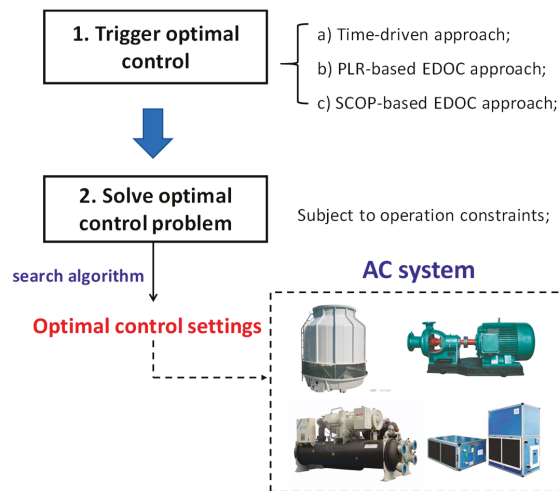 1. Trigger optimal
control
a) Time-driven approach;
b) PLR-based EDOC approach;
c) SCOP-based EDOC approach;
2. Solve optimal
control problem
Subject to operation constraints;
search algorithm
AC system
Optimal control settings